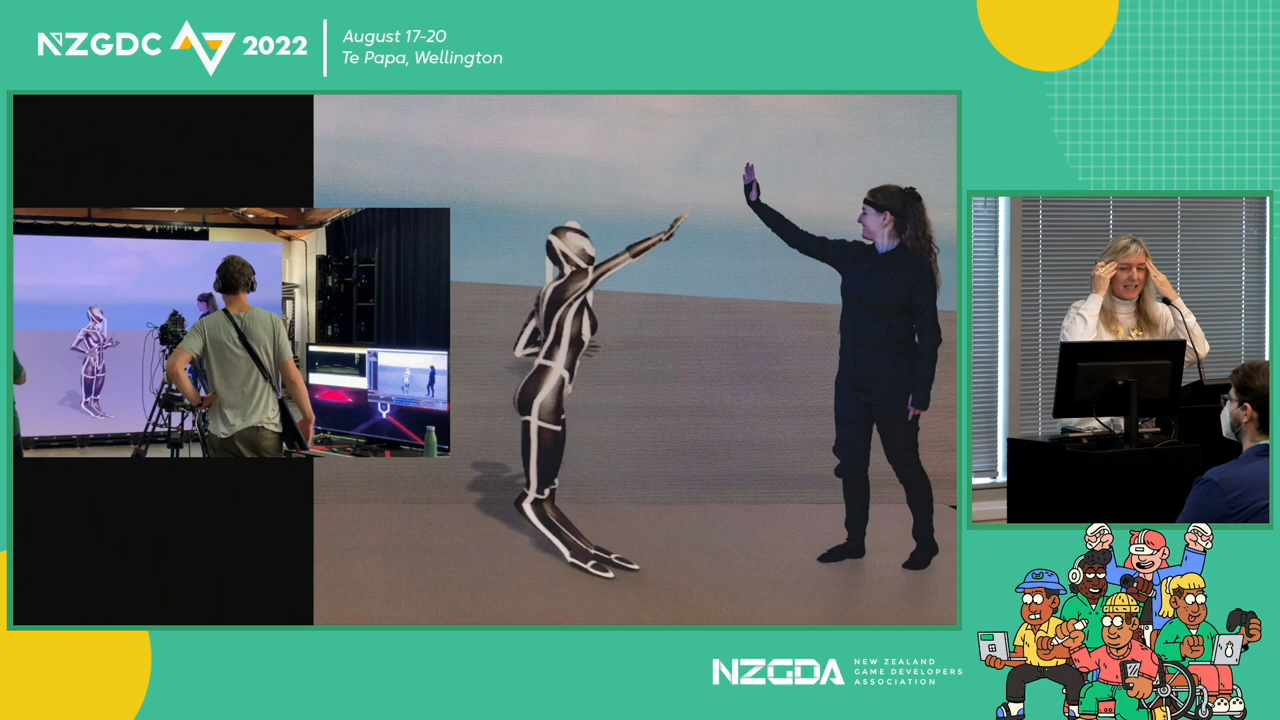 NZGDC 2022
August 17-20
Te Papa, Wellington
NZGDA
NEW ZEALAND
GAME DEVELOPERS
ASSOCIATION